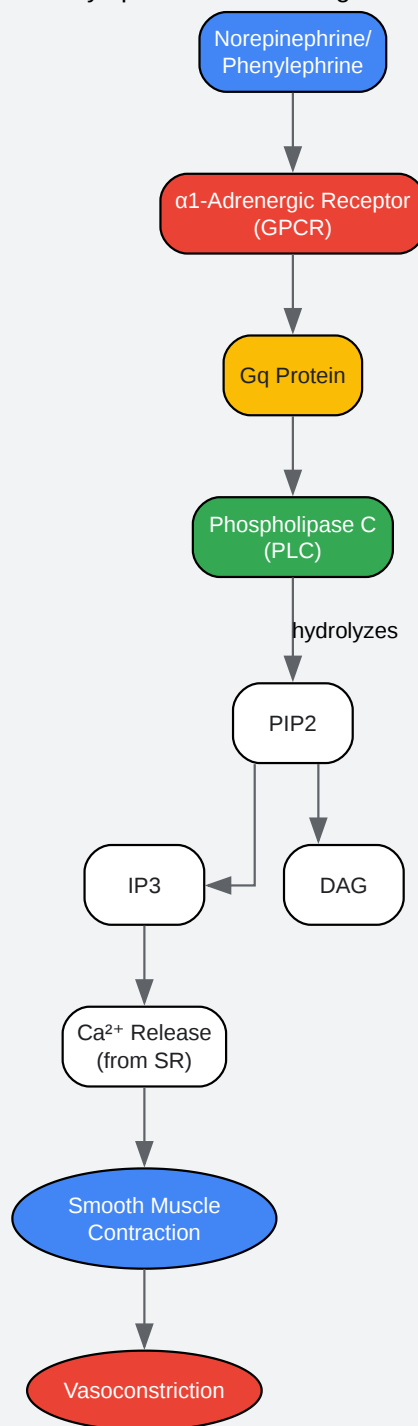 Norepinephrine/
Phenylephrine
α1-Adrenergic Receptor
(GPCR)
Gq Protein
Phospholipase C
(PLC)
hydrolyzes
PIP2
IP3
DAG
Ca²⁺ Release
(from SR)
Smooth Muscle
Contraction
Vasoconstriction